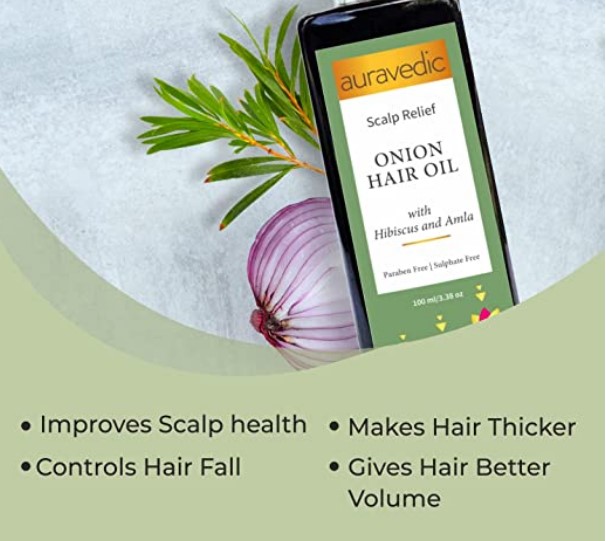 auravedic
Scalp Relief
ONION
HAIR OIL
with
Hibiscus and Amla
Paraben Free | Sulphate Free
100 ml/3.38 oz
• Improves Scalp health
• Controls Hair Fall
• Makes Hair Thicker
• Gives Hair Better
Volume